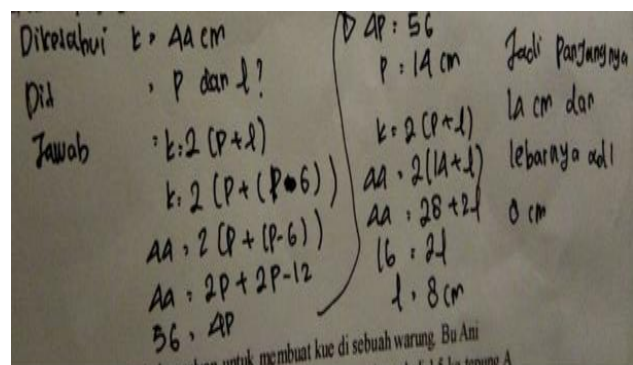 Diketahui k = 44 cm
Dit : P dan l?
Jawab : k = 2 (P+l)
k = 2 (P + (P-6))
44 = 2 (P + (P-6))
44 = 2P + 2P-12
56 = 4P
4P = 56
P = 14 cm
k = 2 (P+l)
44 = 2(14+l)
44 = 28+2l
16 = 2l
l = 8 cm
Jadi Panjangnya
14 cm dan
lebarnya adl
8 cm
untuk membuat kue di sebuah warung. Bu Ani
tepung A